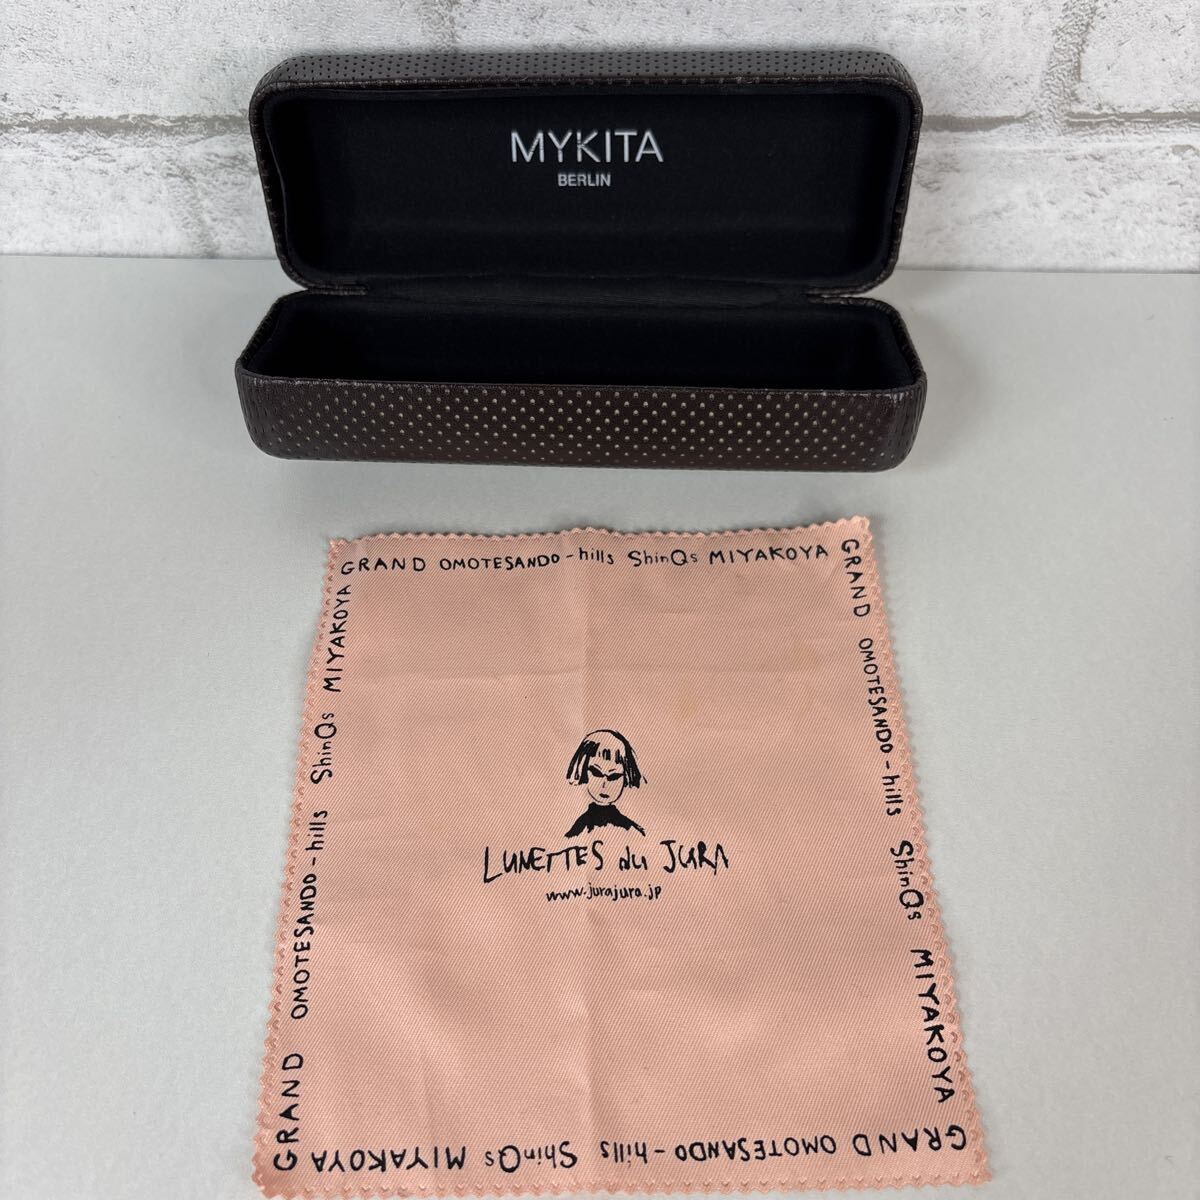 MYKITA
BERLIN
GRAND OMOTESANDO-hills ShinQs MIYAKOYA
GRAND OMOTESANDO-hills ShinQs MIYAKOYA
GRAND OMOTESANDO-hills ShinQs MIYAKOYA
LUNETTES du JURA
www.jurajura.jp
GRAND OMOTESANDO-hills ShinQs MIYAKOYA